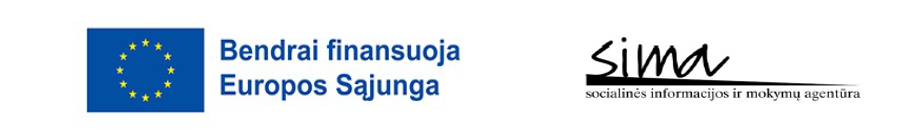 Bendrai finansuoja
Europos Sąjunga
sima
socialinės informacijos ir mokymų agentūra